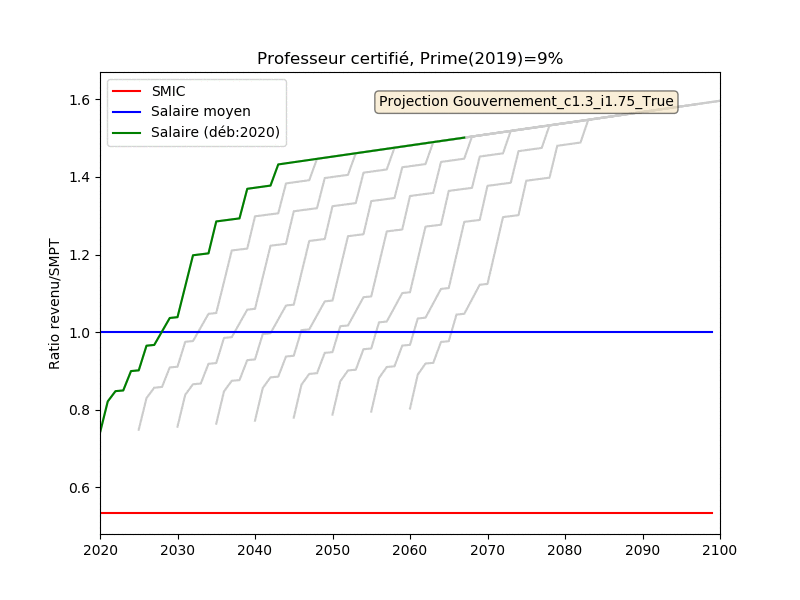 Professeur certifié, Prime(2019)=9%
SMIC
Salaire moyen
Salaire (déb:2020)
Projection Gouvernement_c1.3_i1.75_True
Ratio revenu/SMPT
1.6
1.4
1.2
1.0
0.8
0.6
2020 2030 2040 2050 2060 2070 2080 2090 2100